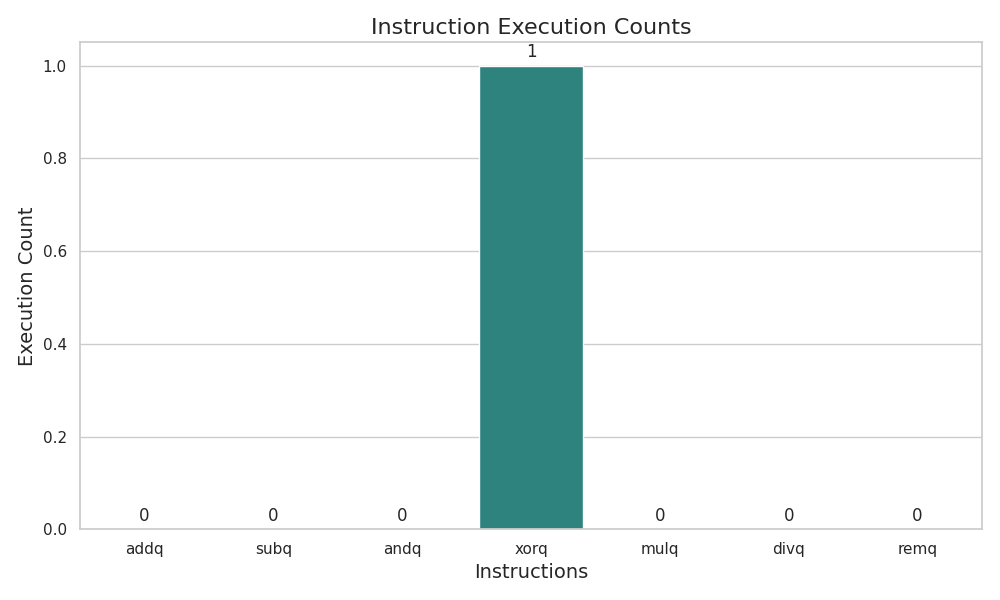 Instruction Execution Counts
1
1.0
0.8
0.6
0.4
0.2
0.0
Execution Count
0 0 0 0 0 0
addq subq andq xorq mulq divq remq
Instructions